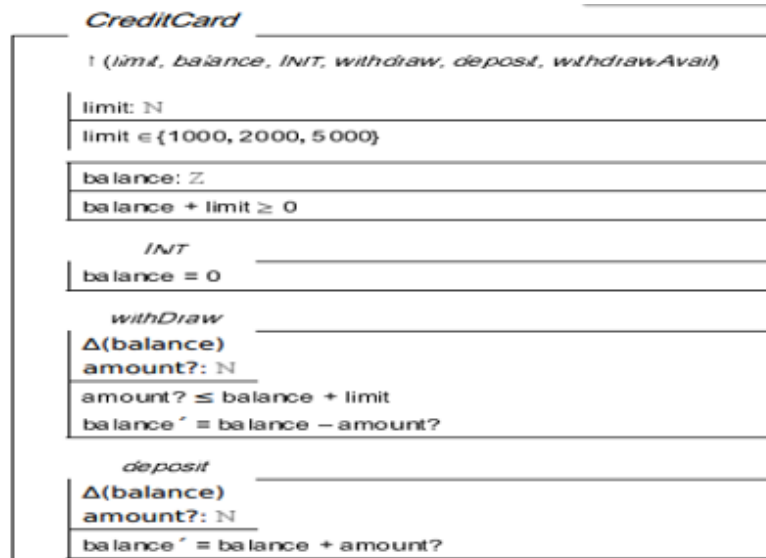 CreditCard
↾ (limit, balance, INIT, withdraw, deposit, withdrawAvail)
limit: ℕ
limit ∈ {1000, 2000, 5000}
balance: ℤ
balance + limit ≥ 0
INIT
balance = 0
withDraw
Δ(balance)
amount?: ℕ
amount? ≤ balance + limit
balance´ = balance – amount?
deposit
Δ(balance)
amount?: ℕ
balance´ = balance + amount?